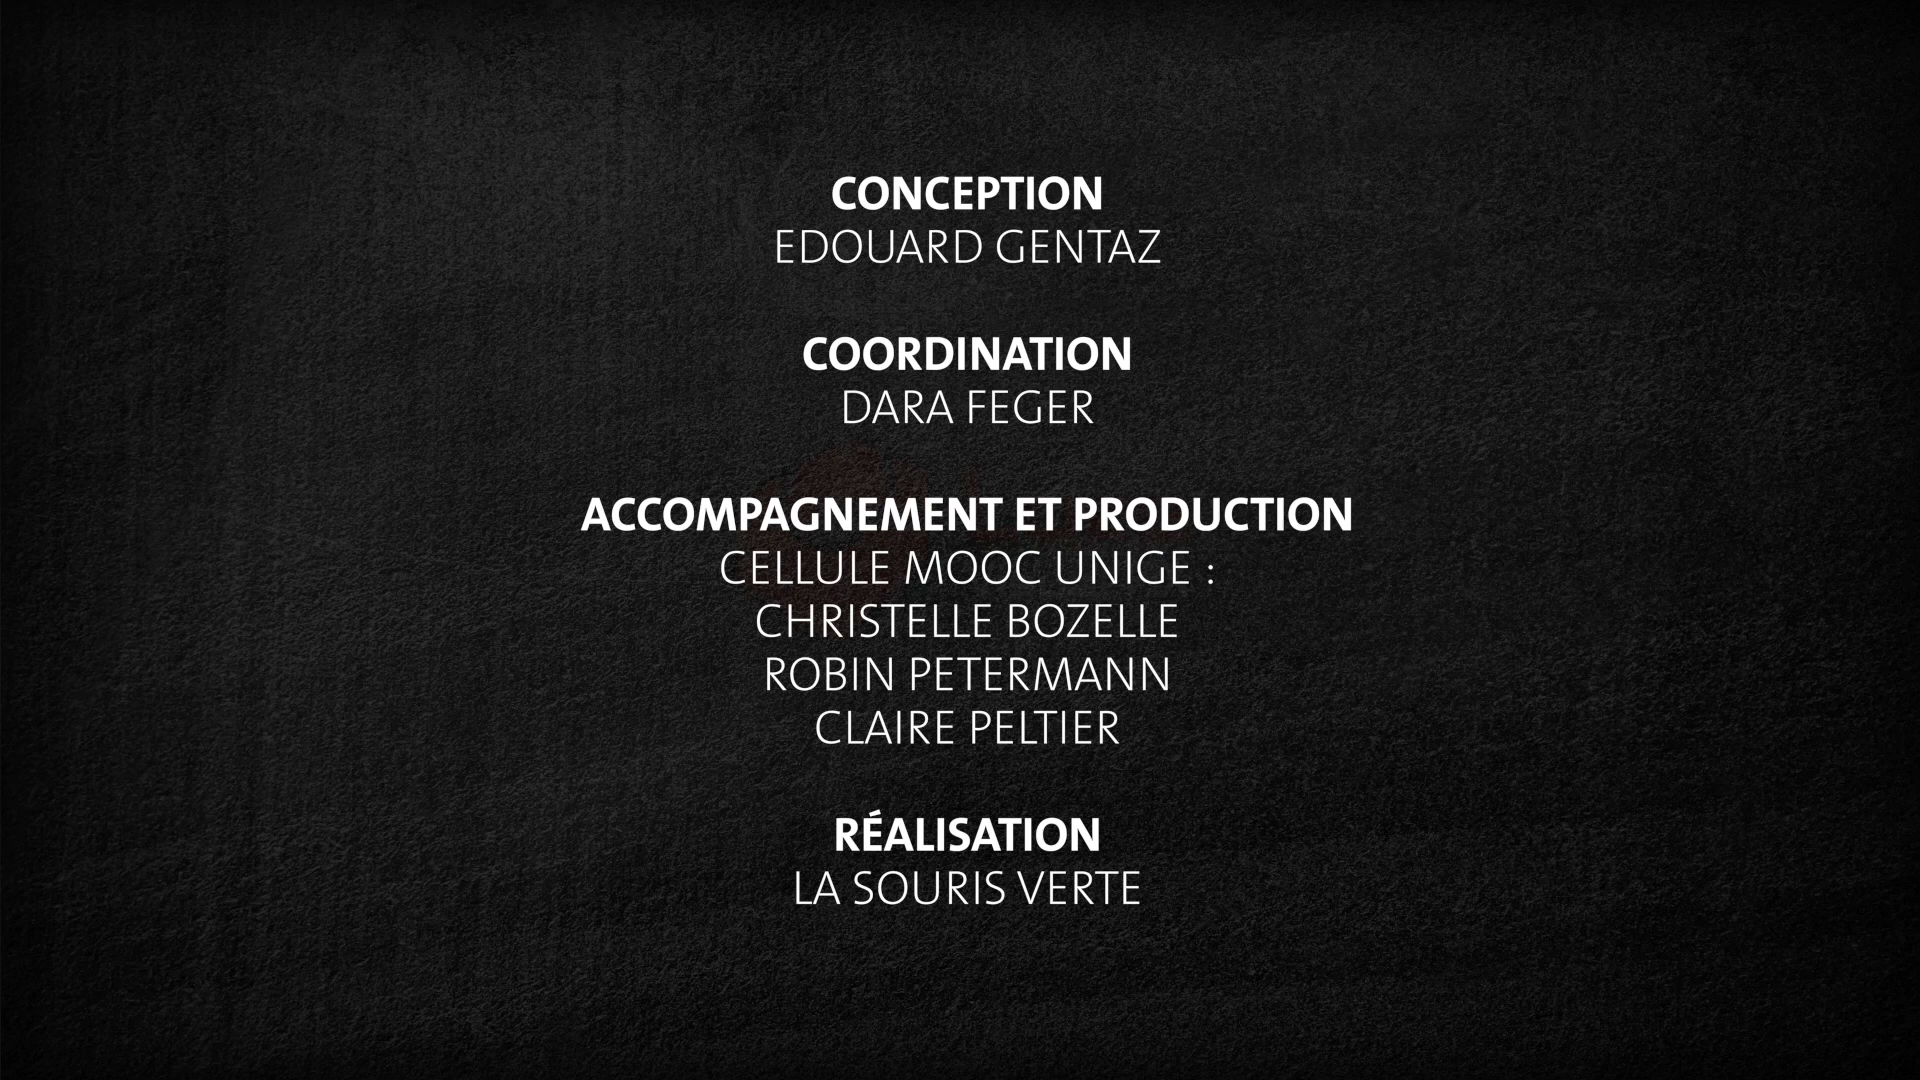 CONCEPTION
EDOUARD GENTAZ
COORDINATION
DARA FEGER
ACCOMPAGNEMENT ET PRODUCTION
CELLULE MOOC UNIGE :
CHRISTELLE BOZELLE
ROBIN PETERMANN
CLAIRE PELTIER
RÉALISATION
LA SOURIS VERTE